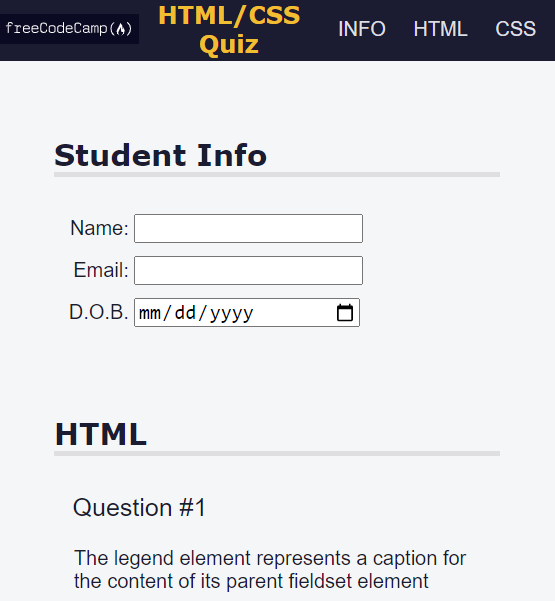 freeCodeCamp(🔥)
HTML/CSS
Quiz
INFO
HTML
CSS
Student Info
Name:
Email:
D.O.B.
mm/dd/yyyy
HTML
Question #1
The legend element represents a caption for
the content of its parent fieldset element